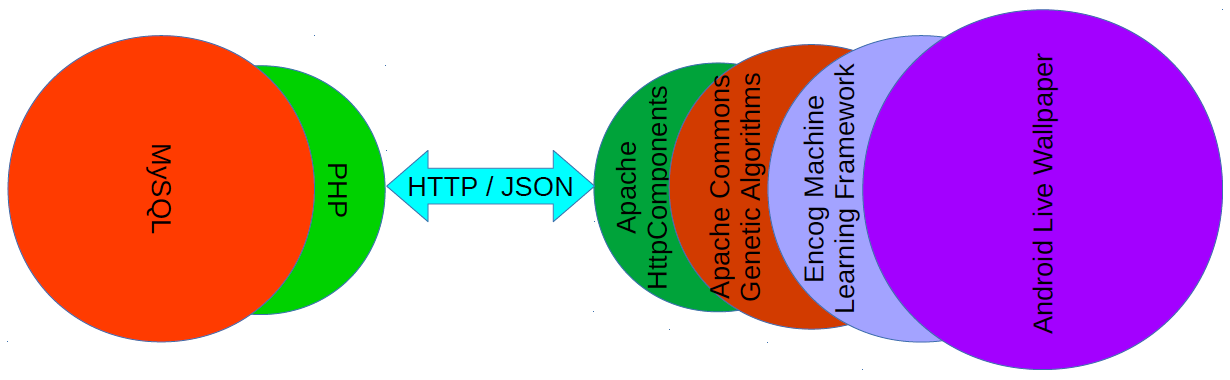 MySQL
PHP
HTTP / JSON
Apache
HttpComponents
Apache Commons
Genetic Algorithms
Encog Machine
Learning Framework
Android Live Wallpaper